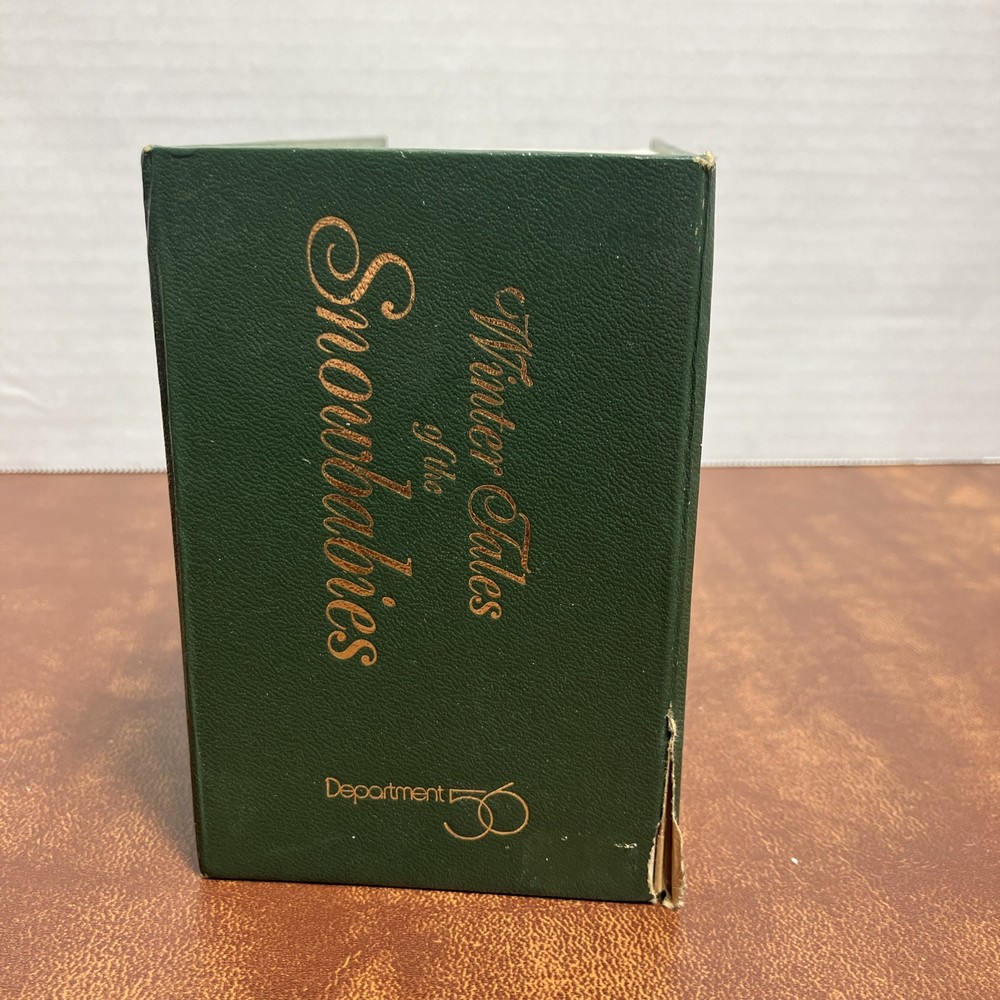 Winter Tales
of the
Snowbabies
Department 56